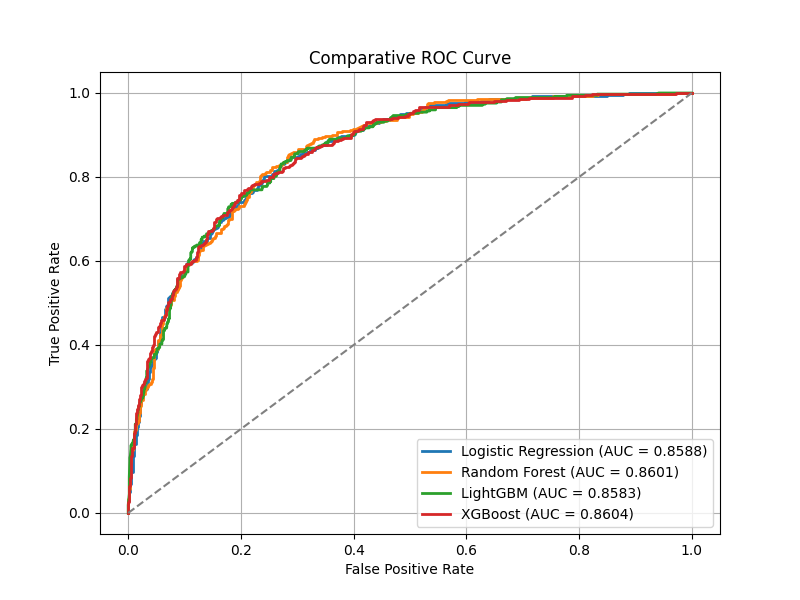 Comparative ROC Curve
True Positive Rate
1.0
0.8
0.6
0.4
0.2
0.0
Logistic Regression (AUC = 0.8588)
Random Forest (AUC = 0.8601)
LightGBM (AUC = 0.8583)
XGBoost (AUC = 0.8604)
0.0 0.2 0.4 0.6 0.8 1.0
False Positive Rate